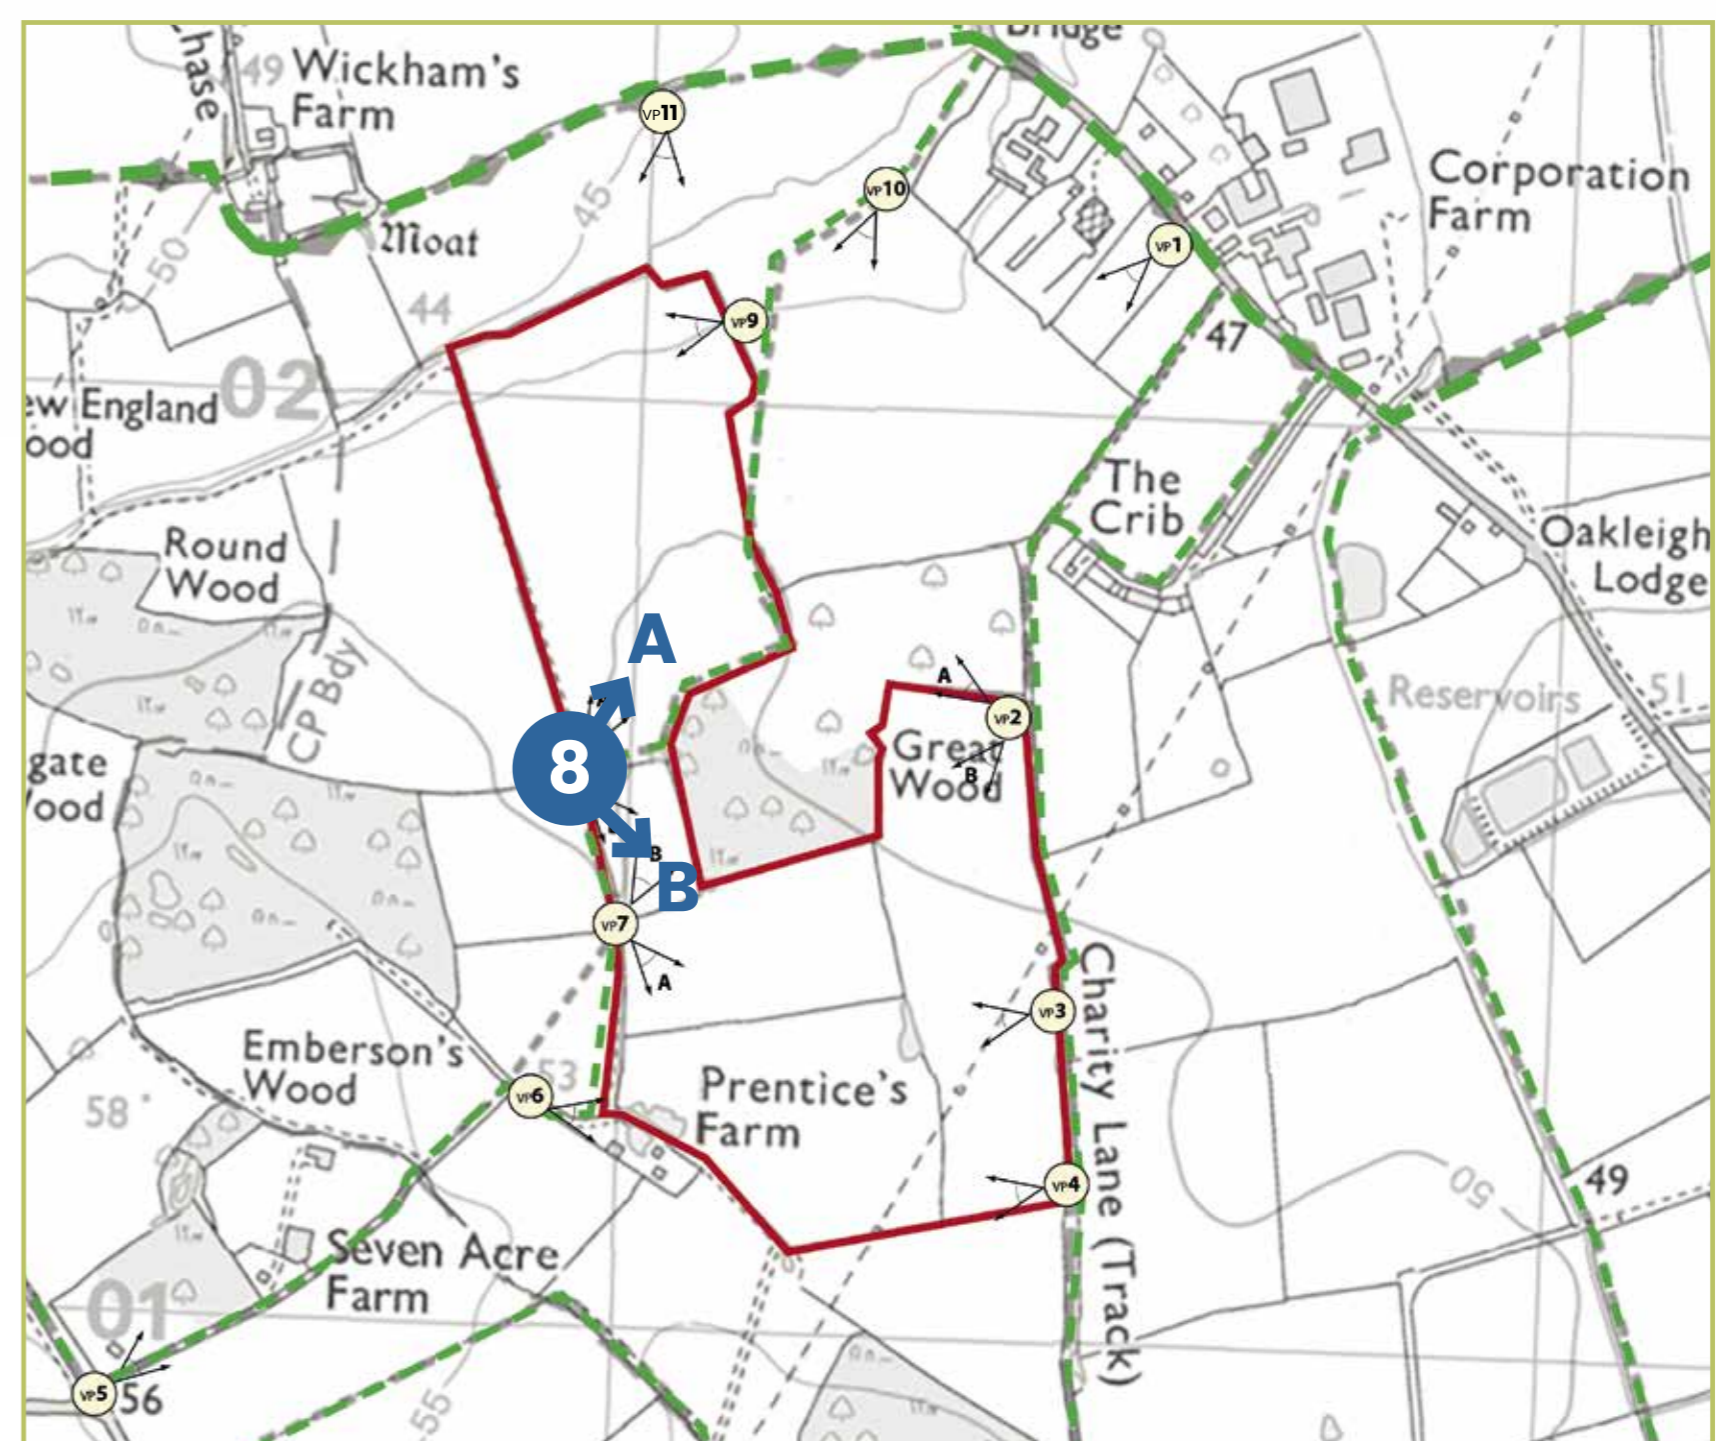 Chase
49
Wickham's
Farm
Bridge
VP11
45
VP10
Corporation
Farm
VP1
Moat
50
44
VP9
47
02
ew England
ood
The
Crib
Round
Wood
Oakleigh
Lodge
A
CP Bdy
A
Reservoirs
51
VP2
8
Great
Wood
B
gate
ood
B
B
VP7
A
Charity Lane (Track)
VP3
Emberson's
Wood
53
VP6
58
Prentice's
Farm
VP4
50
49
Seven Acre
Farm
01
VP5
56
55